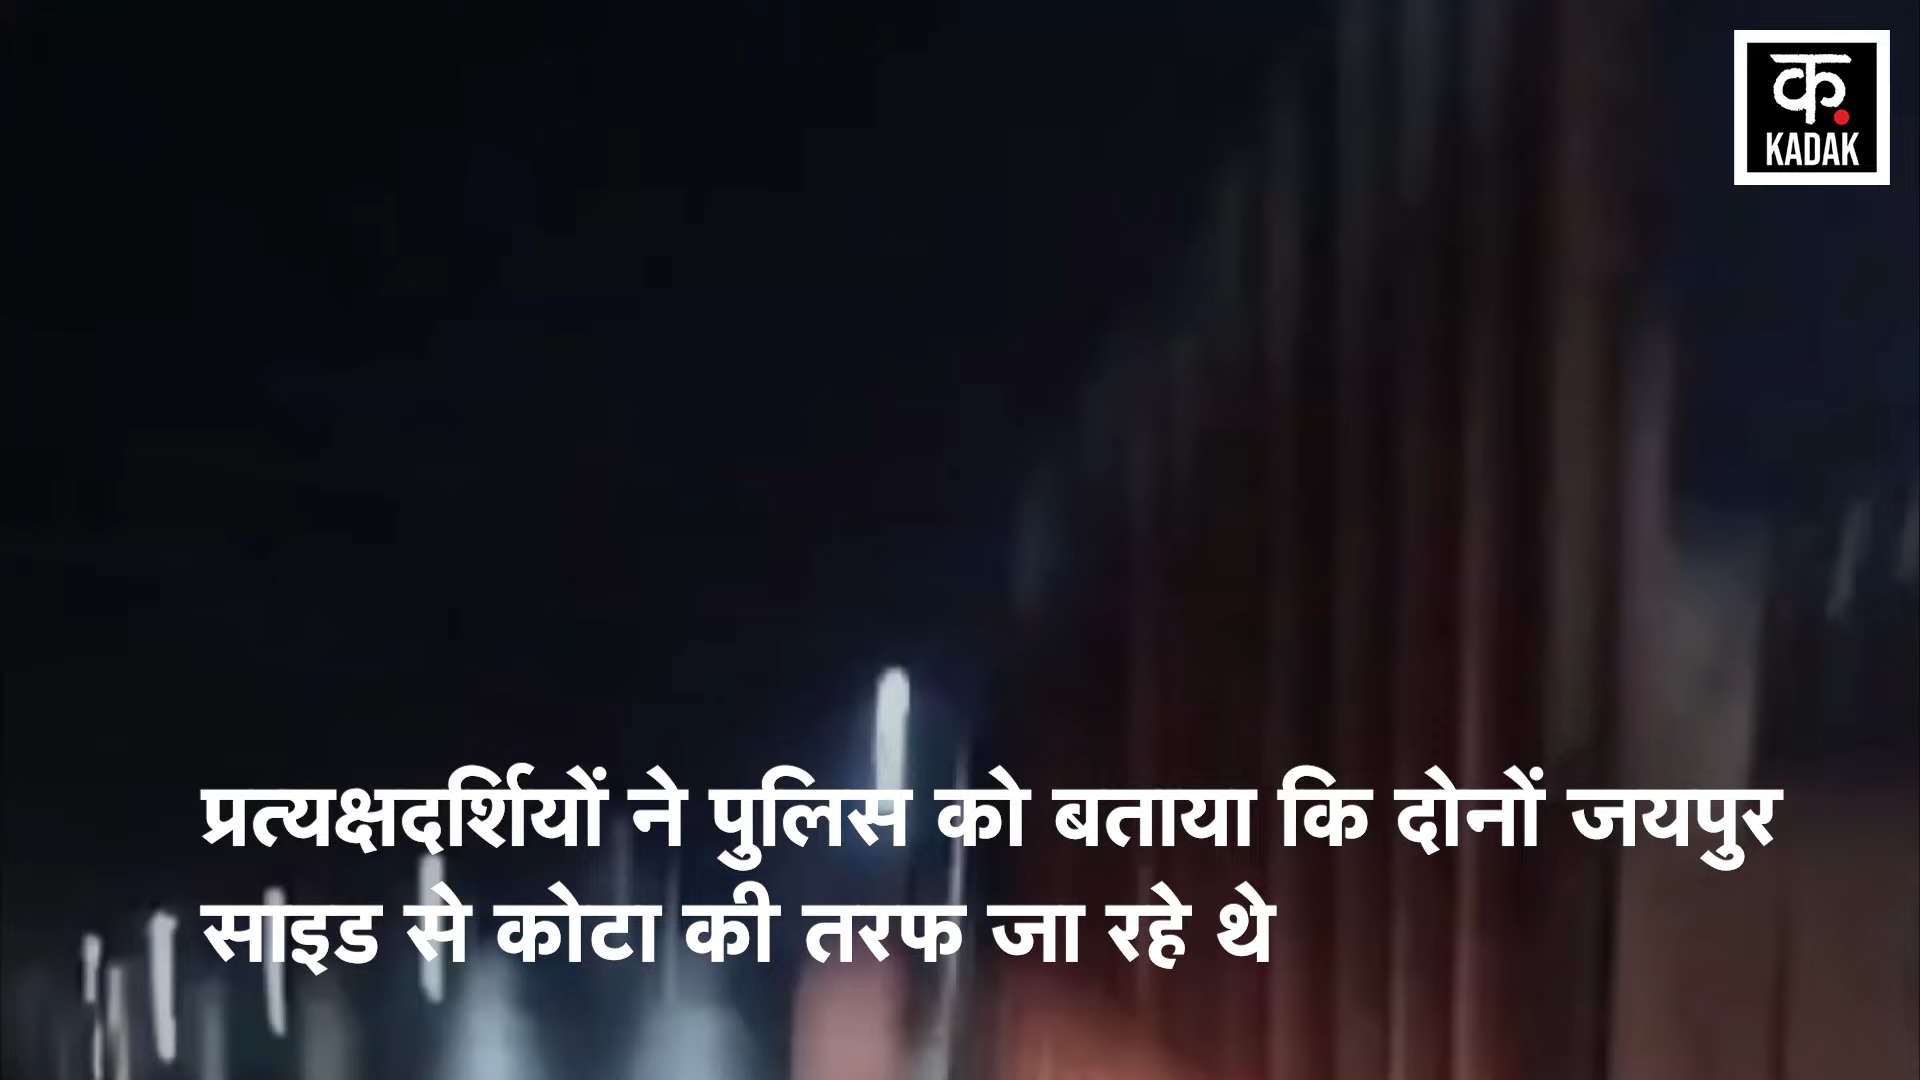 क.
KADAK
प्रत्यक्षदर्शियों ने पुलिस को बताया कि दोनों जयपुर
साइड से कोटा की तरफ जा रहे थे